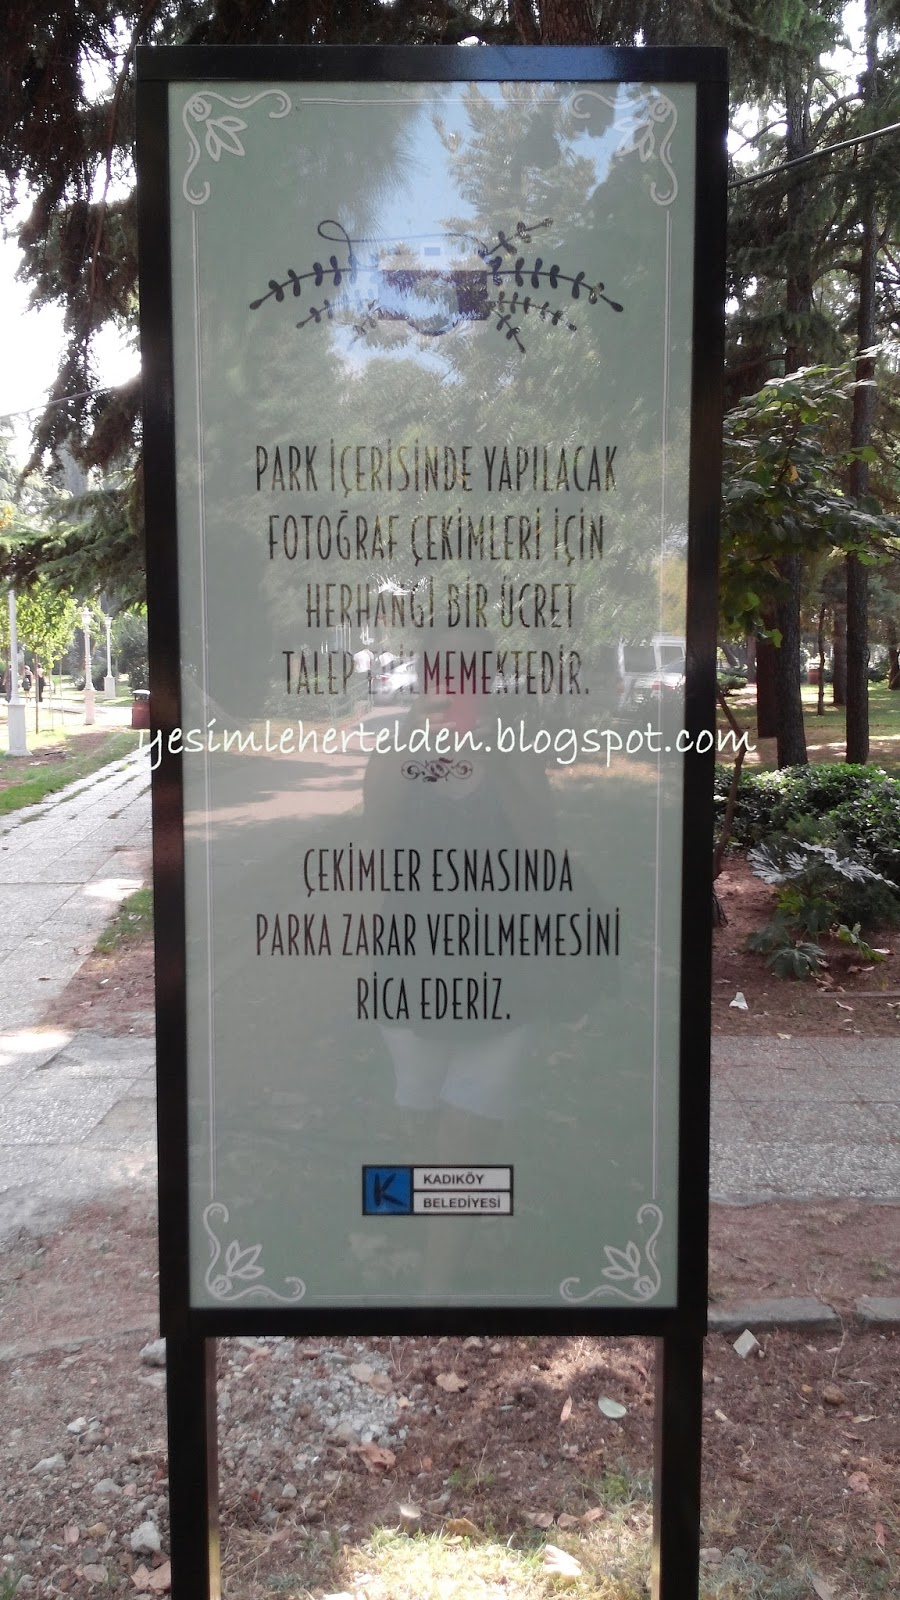 PARK İÇERİSİNDE YAPILACAK
FOTOĞRAF ÇEKİMLERİ İÇİN
HERHANGİ BİR ÜCRET
TALEP EDİLMEMEKTEDİR.
yesimlehertelden.blogspot.com
ÇEKİMLER ESNASINDA
PARKA ZARAR VERİLMEMESİNİ
RİCA EDERİZ.
K KADIKÖY
BELEDİYESİ